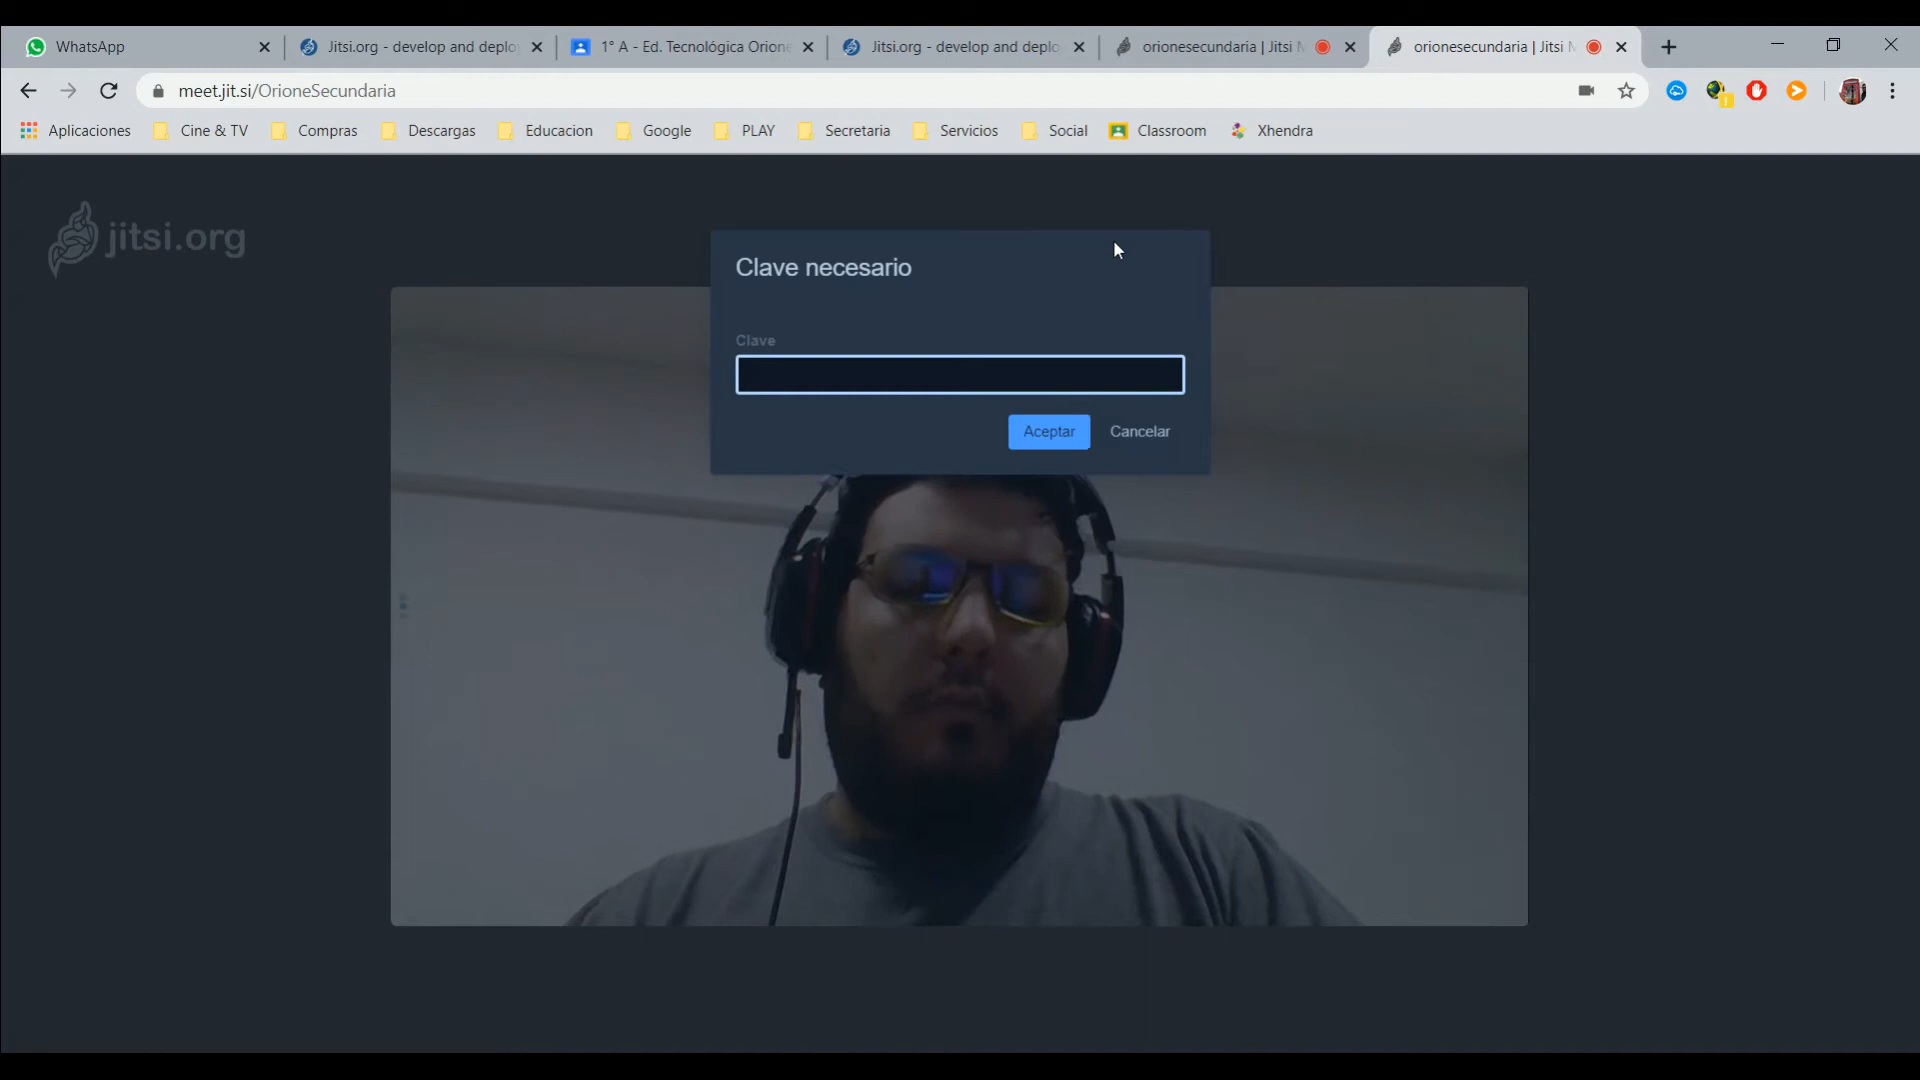 WhatsApp
Jitsi.org - develop and deplo
1° A - Ed. Tecnológica Orione
Jitsi.org - develop and deplo
orionesecundaria | Jitsi M
orionesecundaria | Jitsi M
meet.jit.si/OrioneSecundaria
Aplicaciones
Cine & TV
Compras
Descargas
Educacion
Google
PLAY
Secretaria
Servicios
Social
Classroom
Xhendra
jitsi.org
Clave necesario
Clave
Aceptar
Cancelar